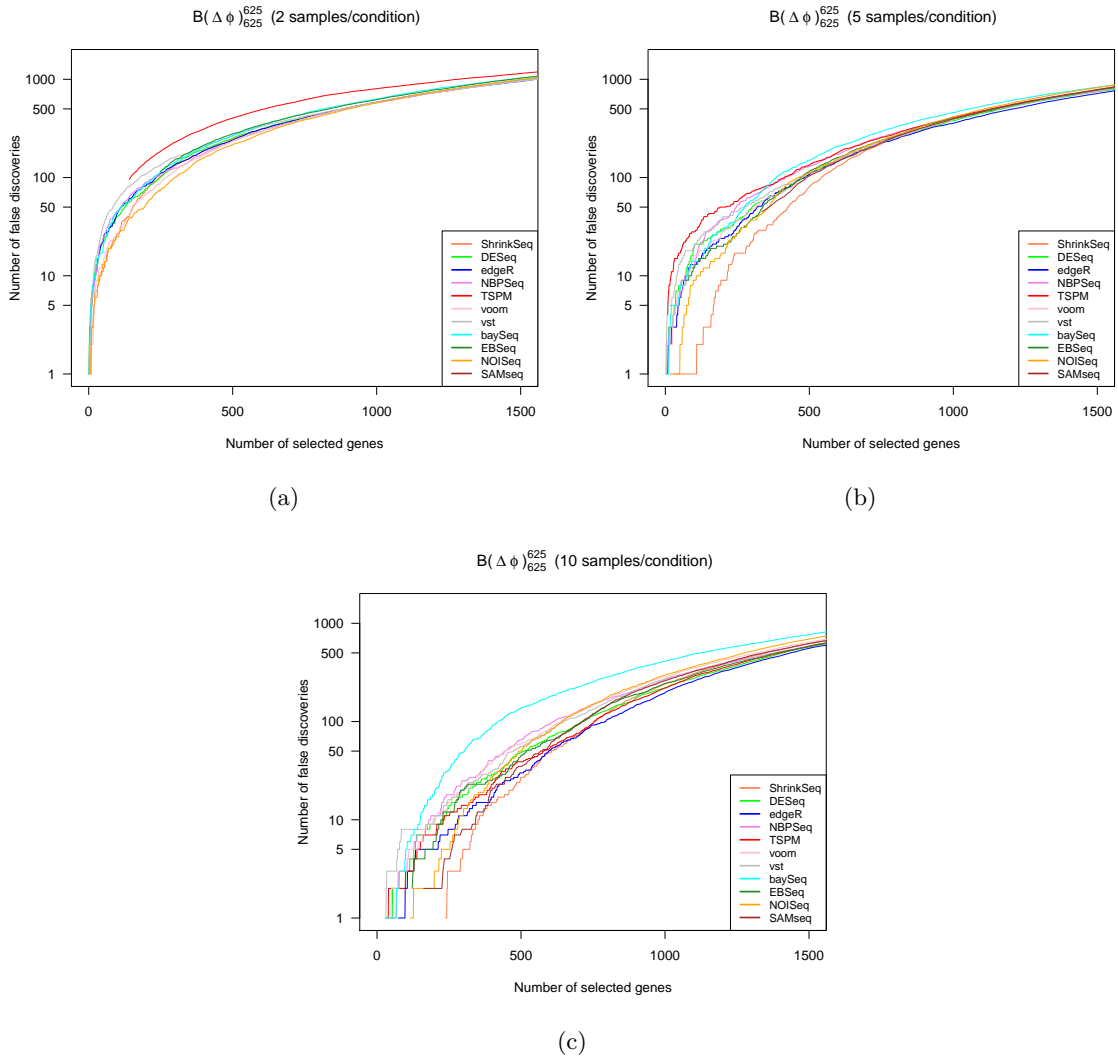 B( Δ ϕ )_{625}^{625} (2 samples/condition)
Number of false discoveries
1000
500
100
50
10
5
1
ShrinkSeq
DESeq
edgeR
NBPSeq
TSPM
voom
vst
baySeq
EBSeq
NOISeq
SAMseq
0 500 1000 1500
Number of selected genes
(a)
B( Δ ϕ )_{625}^{625} (5 samples/condition)
Number of false discoveries
1000
500
100
50
10
5
1
ShrinkSeq
DESeq
edgeR
NBPSeq
TSPM
voom
vst
baySeq
EBSeq
NOISeq
SAMseq
0 500 1000 1500
Number of selected genes
(b)
B( Δ ϕ )_{625}^{625} (10 samples/condition)
Number of false discoveries
1000
500
100
50
10
5
1
ShrinkSeq
DESeq
edgeR
NBPSeq
TSPM
voom
vst
baySeq
EBSeq
NOISeq
SAMseq
0 500 1000 1500
Number of selected genes
(c)